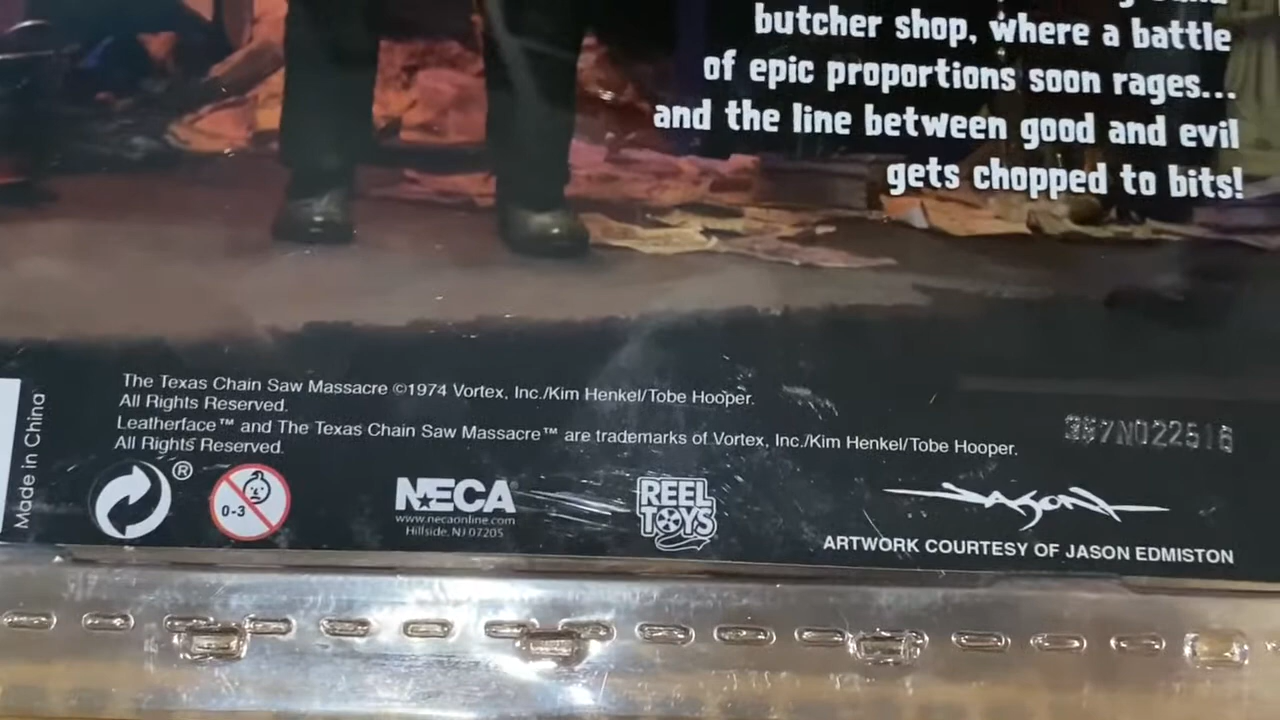 butcher shop, where a battle
of epic proportions soon rages...
and the line between good and evil
gets chopped to bits!
The Texas Chain Saw Massacre ©1974 Vortex, Inc./Kim Henkel/Tobe Hooper.
All Rights Reserved.
Leatherface™ and The Texas Chain Saw Massacre™ are trademarks of Vortex, Inc./Kim Henkel/Tobe Hooper.
All Rights Reserved.
Made in China
®
0-3
NECA
www.necaonline.com
Hillside, NJ 07205
REEL
TOYS
JASON
ARTWORK COURTESY OF JASON EDMISTON